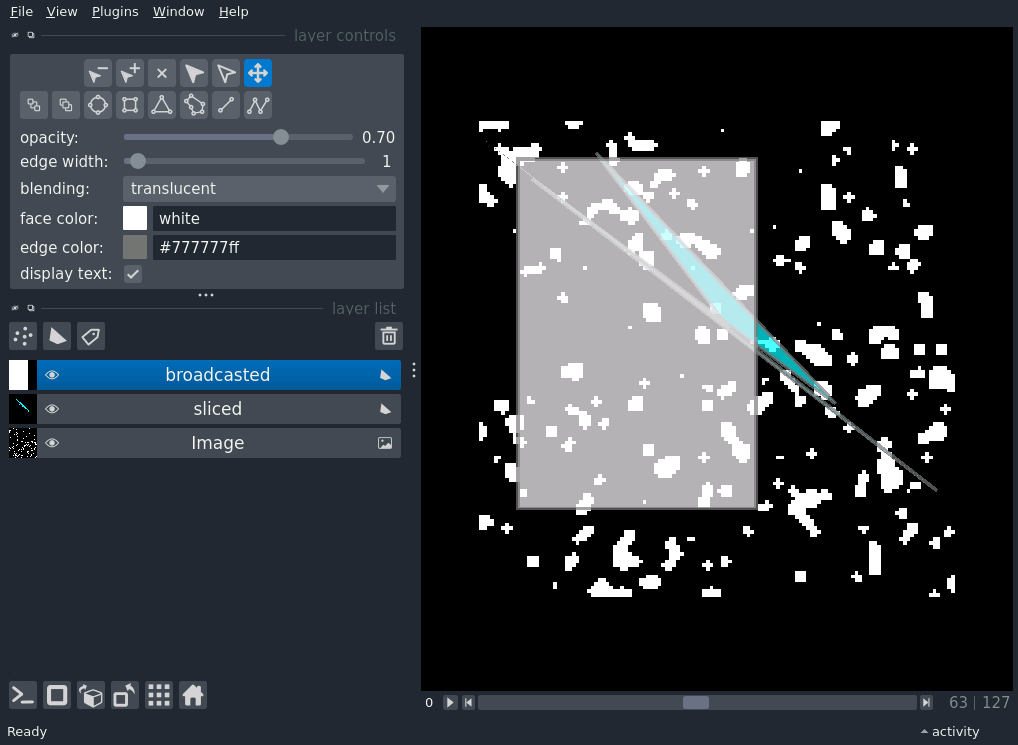 File View Plugins Window Help
layer controls
opacity: 0.70
edge width: 1
blending: translucent
face color: white
edge color: #777777ff
display text:
layer list
broadcasted
sliced
Image
0 63 | 127
Ready activity